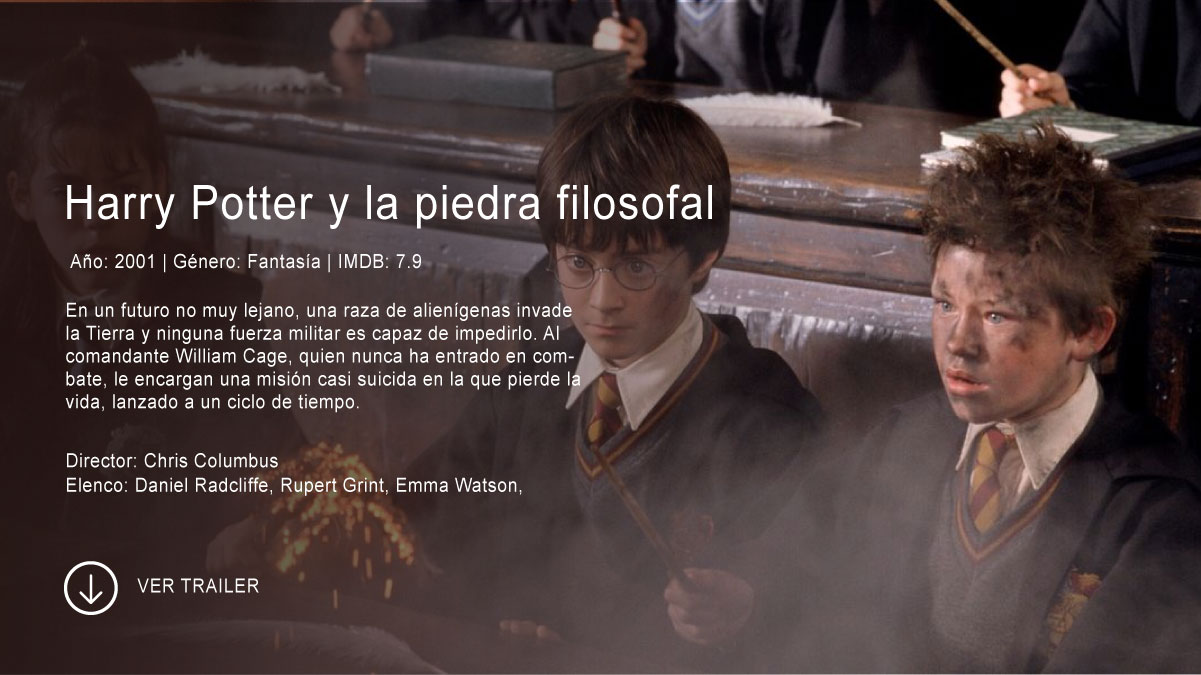 Harry Potter y la piedra filosofal
Año: 2001 | Género: Fantasía | IMDB: 7.9
En un futuro no muy lejano, una raza de alienígenas invade
la Tierra y ninguna fuerza militar es capaz de impedirlo. Al
comandante William Cage, quien nunca ha entrado en com-
bate, le encargan una misión casi suicida en la que pierde la
vida, lanzado a un ciclo de tiempo.
Director: Chris Columbus
Elenco: Daniel Radcliffe, Rupert Grint, Emma Watson,
VER TRAILER